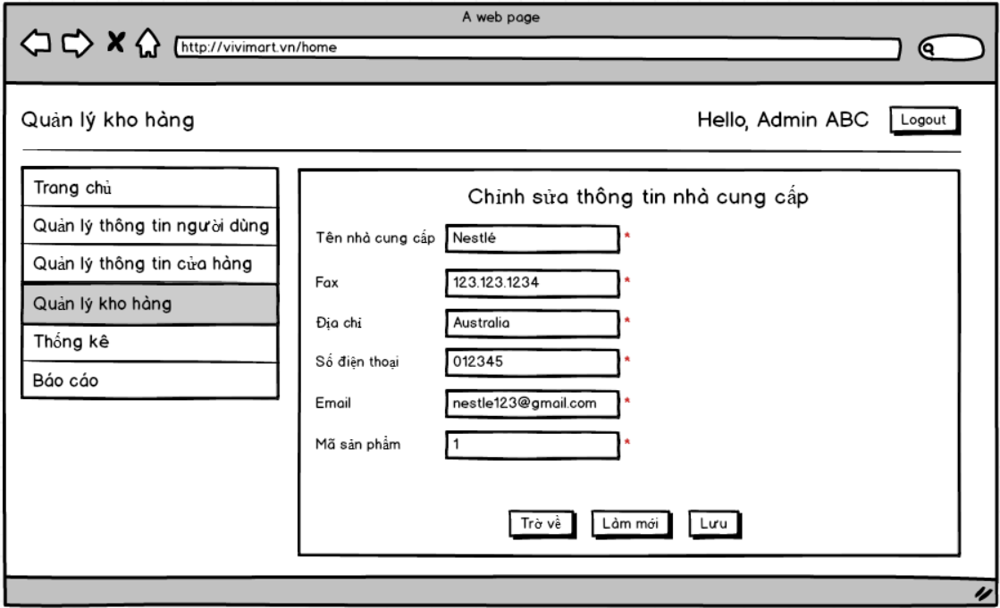 A web page
http://vivimart.vn/home
Quản lý kho hàng
Hello, Admin ABC
Logout
Trang chủ
Quản lý thông tin người dùng
Quản lý thông tin cửa hàng
Quản lý kho hàng
Thống kê
Báo cáo
Chỉnh sửa thông tin nhà cung cấp
Tên nhà cung cấp Nestlé *
Fax 123.123.1234 *
Địa chỉ Australia *
Số điện thoại 012345 *
Email nestle123@gmail.com *
Mã sản phẩm 1 *
Trở về Làm mới Lưu